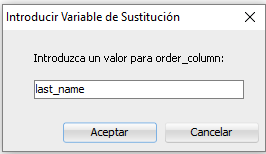 Introducir Variable de Sustitución
Introduzca un valor para order_column:
last_name
Aceptar
Cancelar